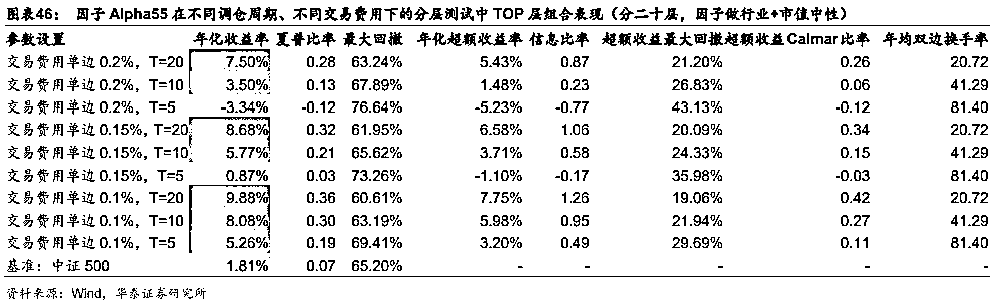 图表46： 因子 Alpha55 在不同调仓周期、不同交易费用下的分层测试中 TOP 层组合表现（分二十层，因子做行业+市值中性）
参数设置 年化收益率 夏普比率 最大回撤 年化超额收益率 信息比率 超额收益最大回撤 超额收益 Calmar 比率 年均双边换手率
交易费用单边 0.2%，T=20 7.50% 0.28 63.24% 5.43% 0.87 21.20% 0.26 20.72
交易费用单边 0.2%，T=10 3.50% 0.13 67.89% 1.48% 0.23 26.83% 0.06 41.29
交易费用单边 0.2%，T=5 -3.34% -0.12 76.64% -5.23% -0.77 43.13% -0.12 81.40
交易费用单边 0.15%，T=20 8.68% 0.32 61.95% 6.58% 1.06 20.09% 0.34 20.72
交易费用单边 0.15%，T=10 5.77% 0.21 65.62% 3.71% 0.58 24.33% 0.15 41.29
交易费用单边 0.15%，T=5 0.87% 0.03 73.26% -1.10% -0.17 35.98% -0.03 81.40
交易费用单边 0.1%，T=20 9.88% 0.36 60.61% 7.75% 1.26 19.06% 0.42 20.72
交易费用单边 0.1%，T=10 8.08% 0.30 63.19% 5.98% 0.95 21.94% 0.27 41.29
交易费用单边 0.1%，T=5 5.26% 0.19 69.41% 3.20% 0.49 29.69% 0.11 81.40
基准：中证 500 1.81% 0.07 65.20% - - - - -
资料来源：Wind，华泰证券研究所